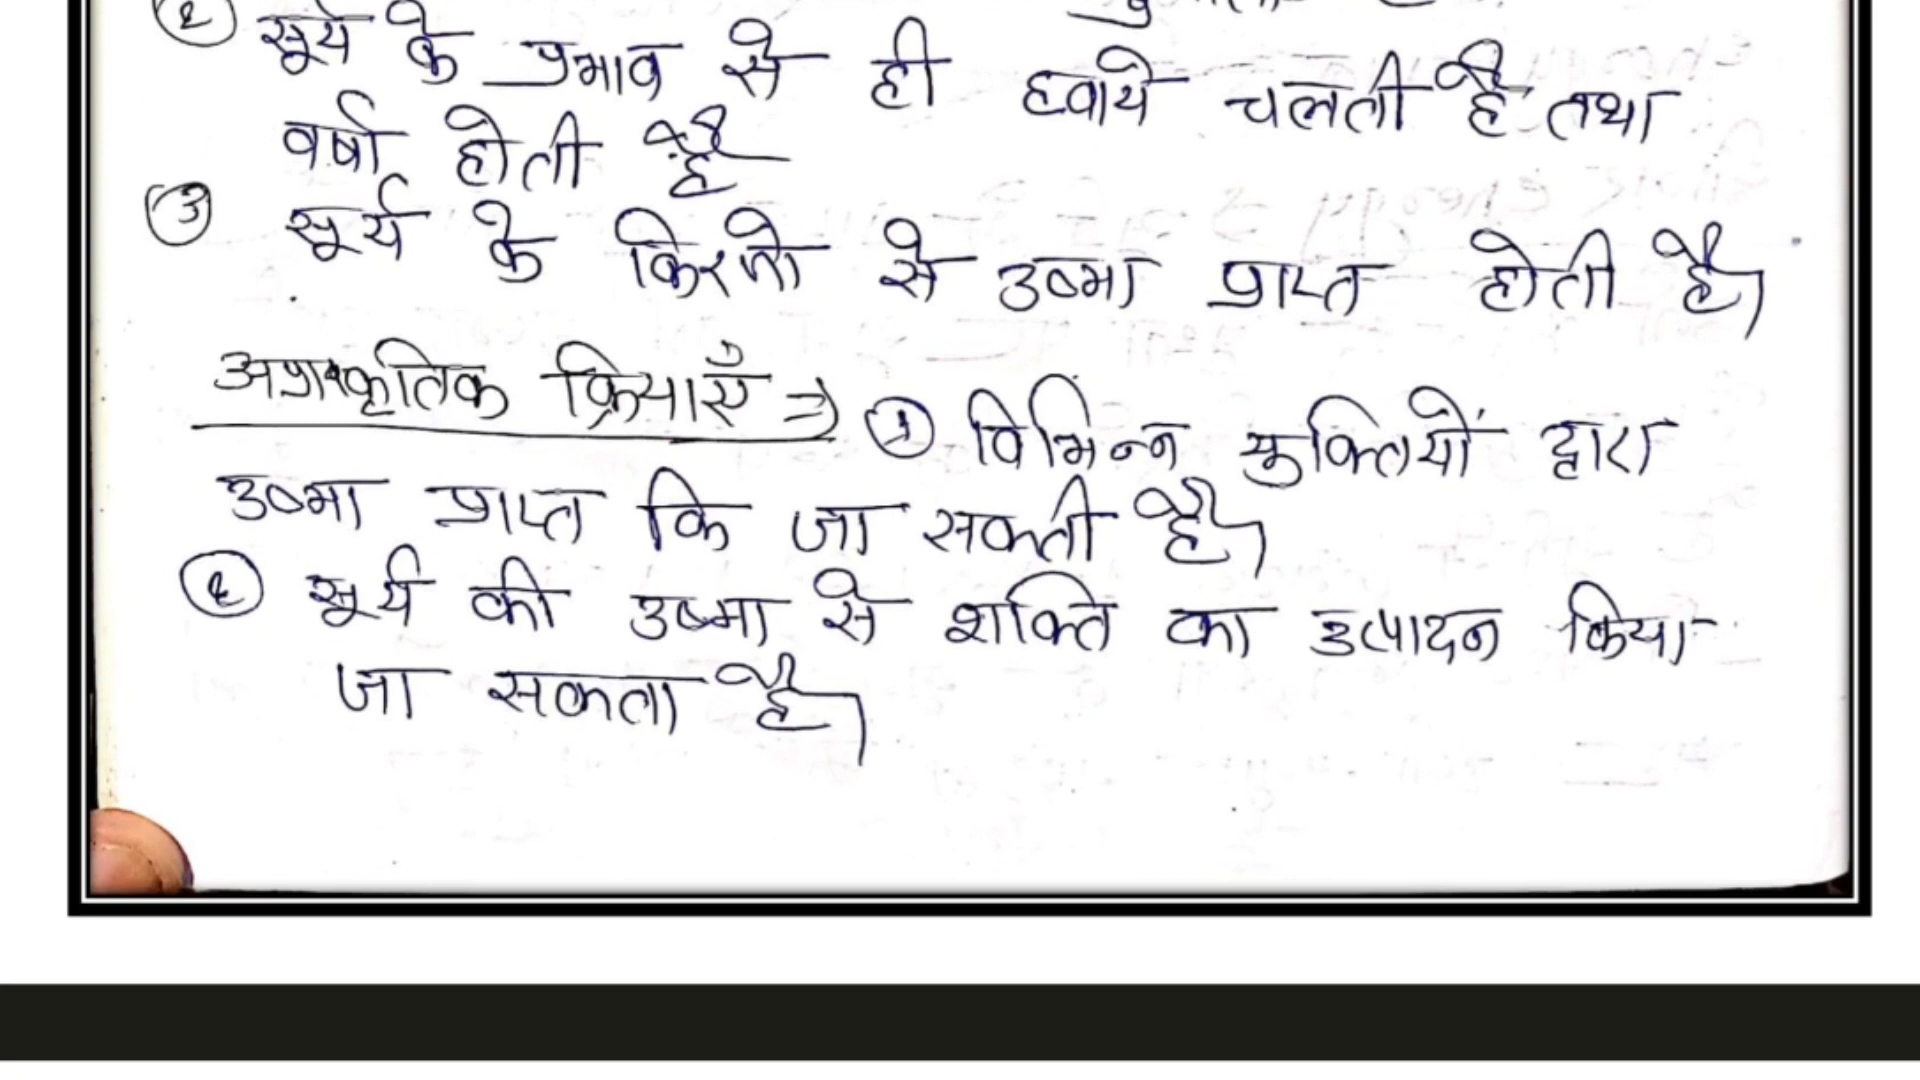 ② सूर्य के प्रभाव से ही हवाये चलती है तथा
वर्षा होती है
③ सूर्य के किरणो से उष्मा प्राप्त होती है।
अप्राकृतिक क्रियाएँ ⇒ ① विभिन्न युक्तियों द्वारा
उष्मा प्राप्त कि जा सकती है।
② सूर्य की उष्मा से शक्ति का उत्पादन किया
जा सकता है।